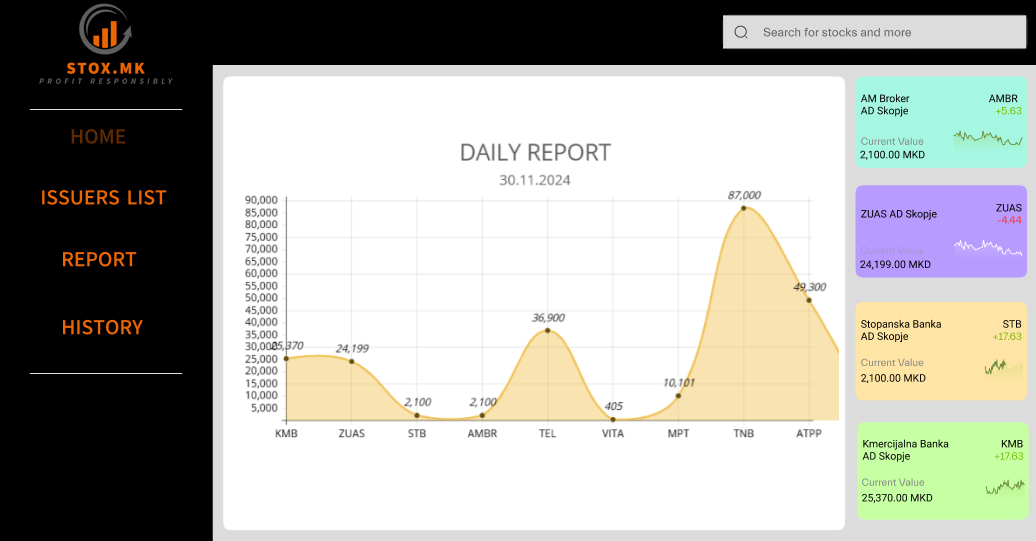 STOX.MK
PROFIT RESPONSIBLY
HOME
ISSUERS LIST
REPORT
HISTORY
Search for stocks and more
DAILY REPORT
30.11.2024
90,000
85,000
80,000
75,000
70,000
65,000
60,000
55,000
50,000
45,000
40,000
35,000
30,000
25,000
20,000
15,000
10,000
5,000
25,370
24,199
2,100
2,100
36,900
405
10,101
87,000
49,300
KMB ZUAS STB AMBR TEL VITA MPT TNB ATPP
AM Broker AMBR
AD Skopje +5.63
Current Value
2,100.00 MKD
ZUAS AD Skopje ZUAS
-4.44
Current Value
24,199.00 MKD
Stopanska Banka STB
AD Skopje +17.63
Current Value
2,100.00 MKD
Kmercijalna Banka KMB
AD Skopje +17.63
Current Value
25,370.00 MKD